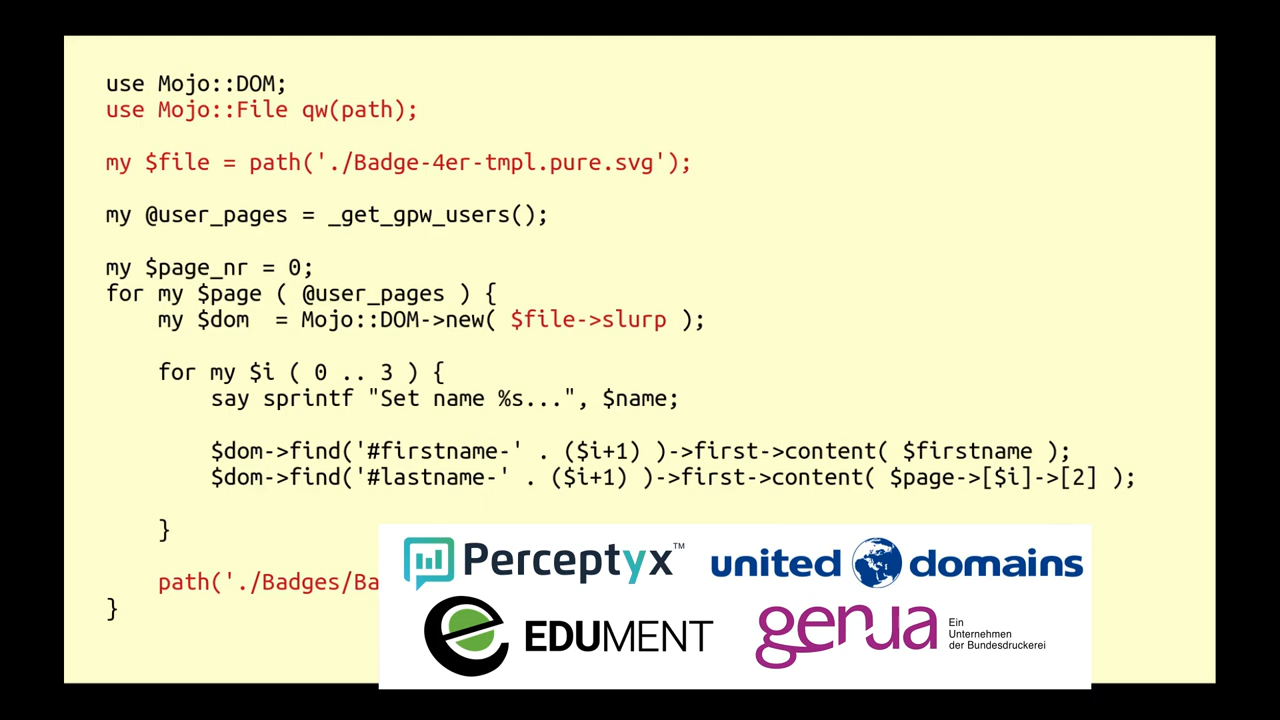 use Mojo::DOM;
use Mojo::File qw(path);
my $file = path('./Badge-4er-tmpl.pure.svg');
my @user_pages = _get_gpw_users();
my $page_nr = 0;
for my $page ( @user_pages ) {
    my $dom  = Mojo::DOM->new( $file->slurp );
    for my $i ( 0 .. 3 ) {
        say sprintf "Set name %s...", $name;
        $dom->find('#firstname-' . ($i+1) )->first->content( $firstname );
        $dom->find('#lastname-' . ($i+1) )->first->content( $page->[$i]->[2] );
    }
    path('./Badges/Ba
}
Perceptyx™
united domains
EDUMENT
genua
Ein
Unternehmen
der Bundesdruckerei